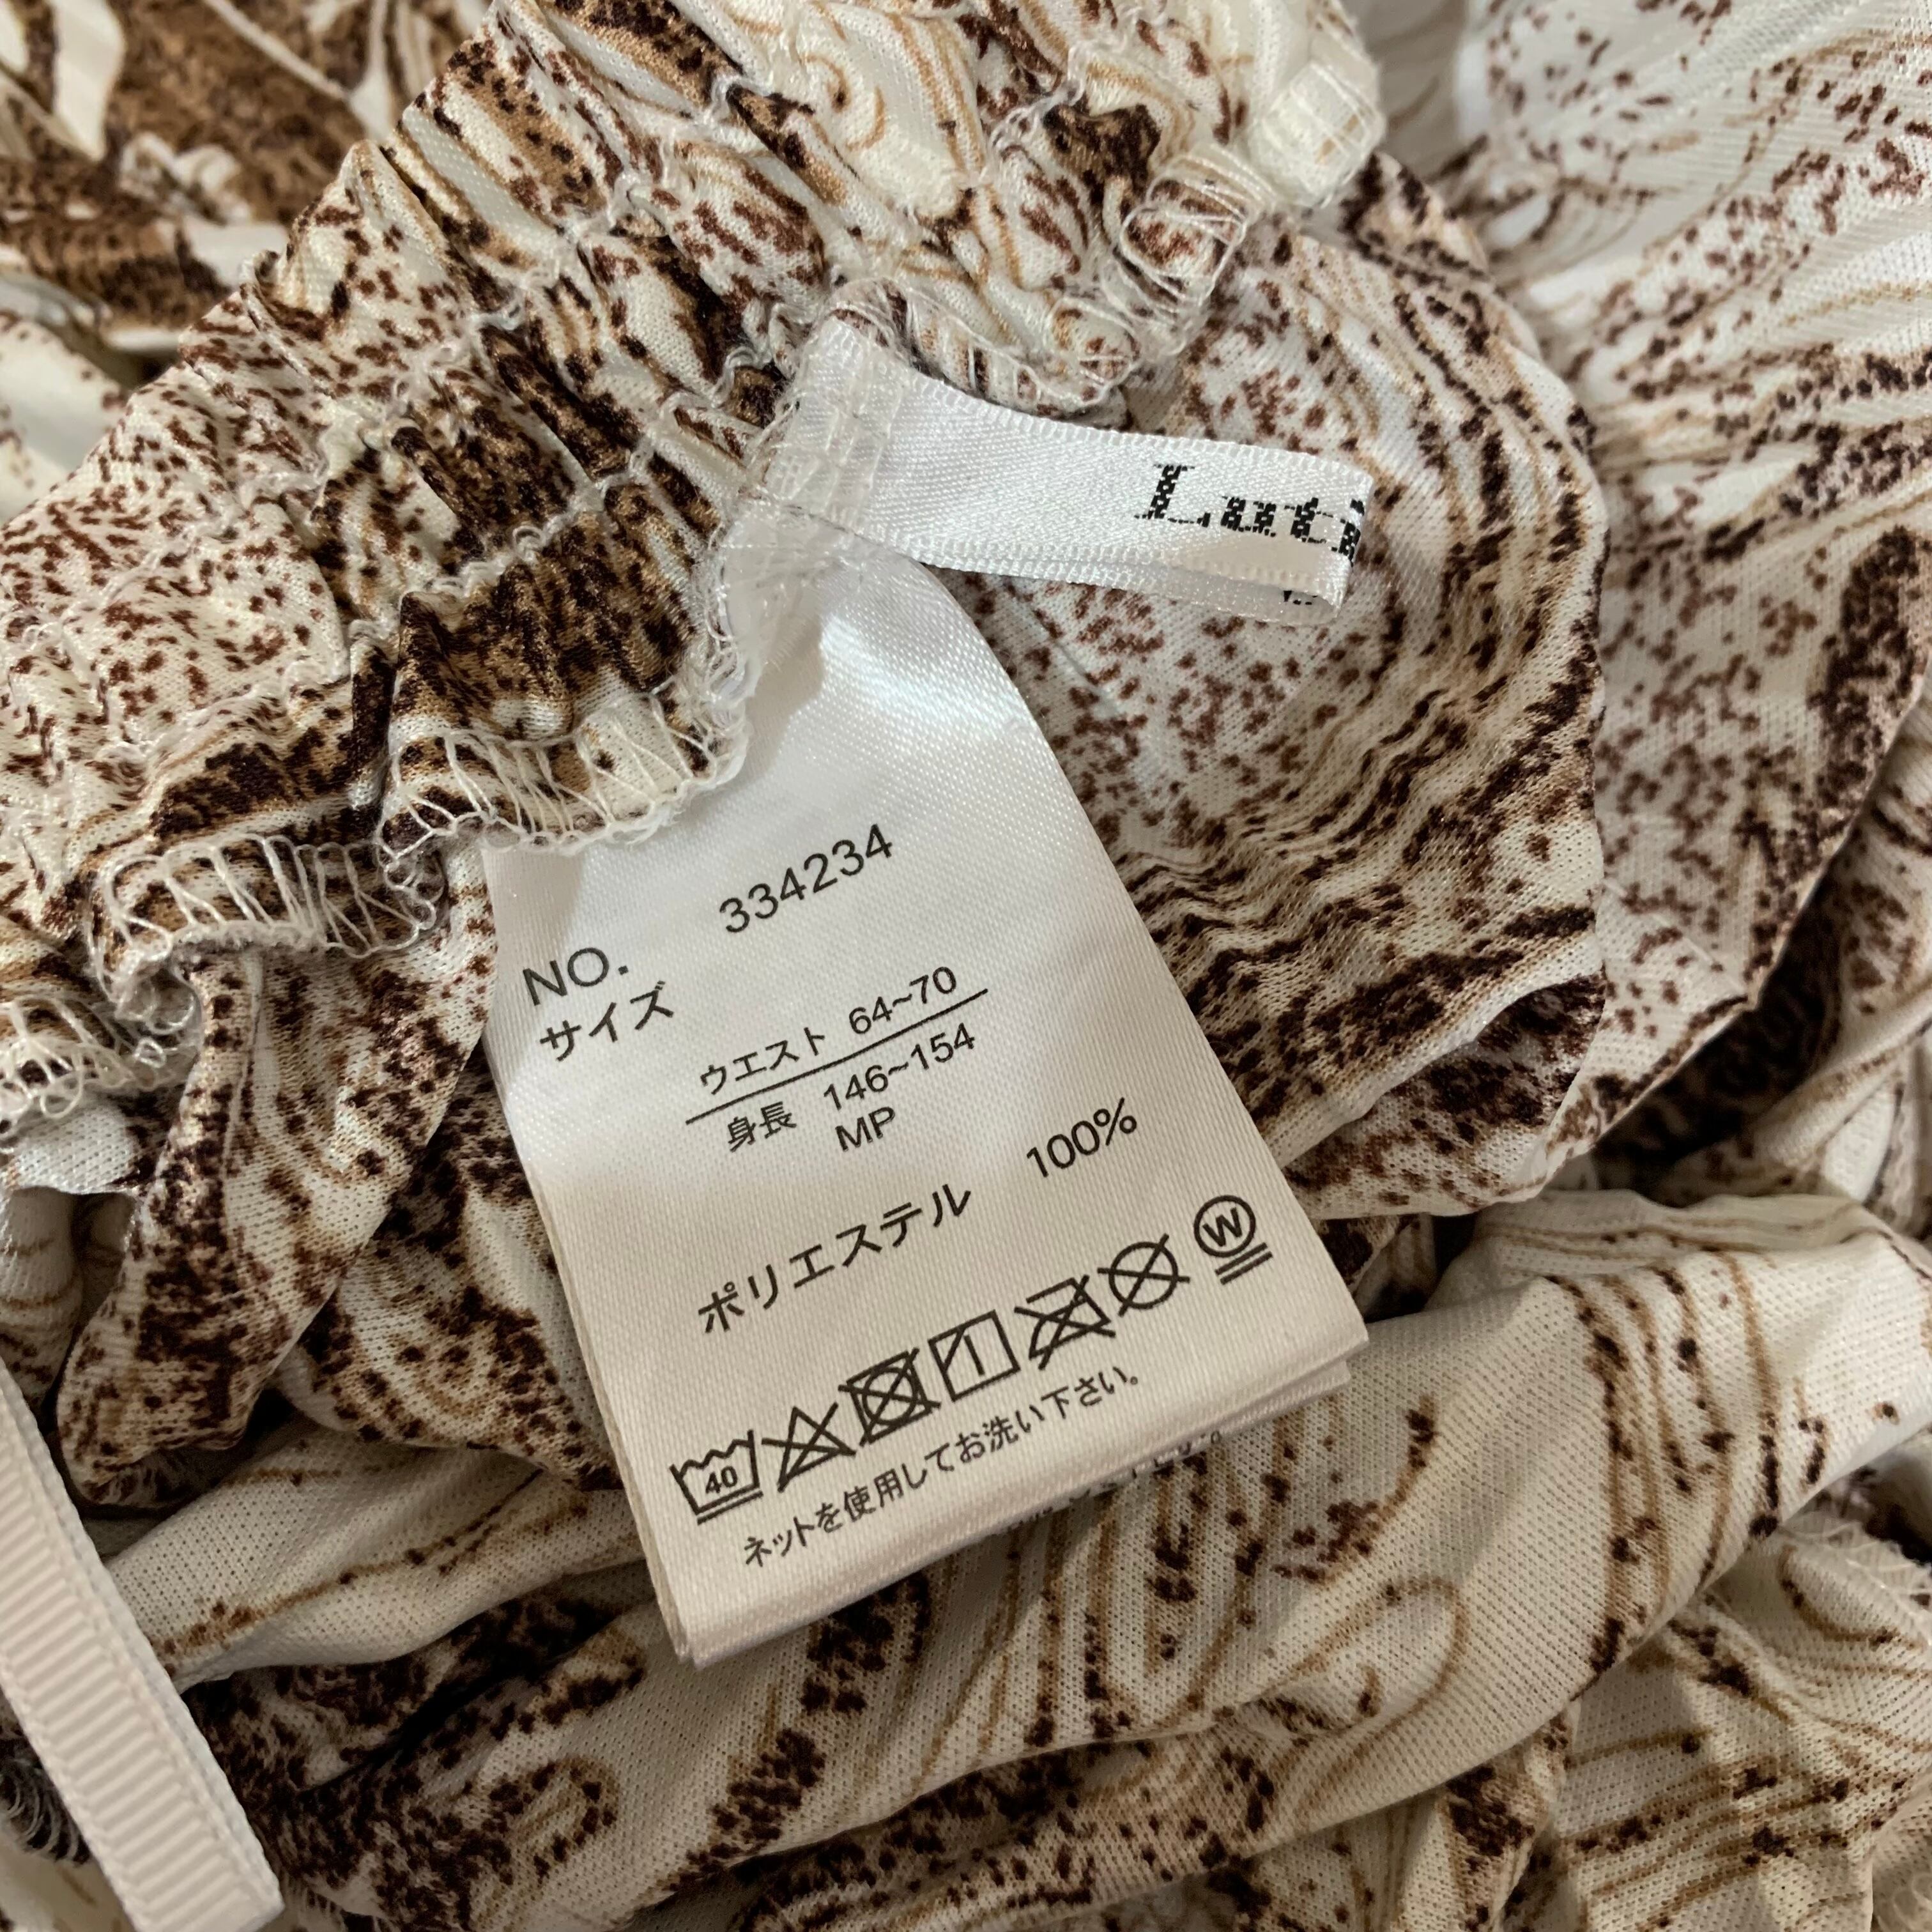 Luti
NO. 334234
サイズ
ウエスト 64~70
身長 146~154
MP
ポリエステル 100%
40
W
ネットを使用してお洗い下さい。